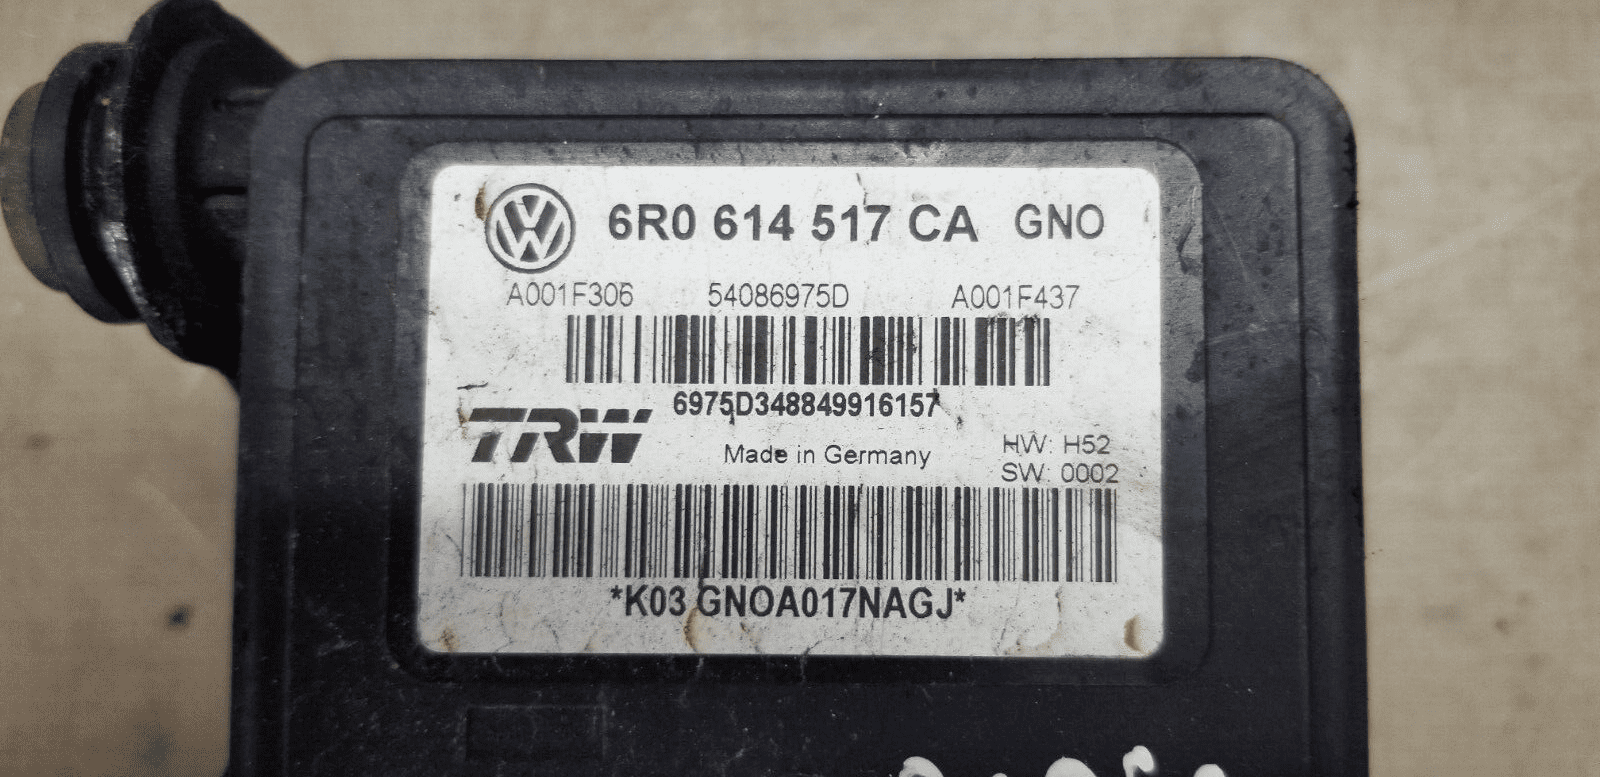 6R0 614 517 CA GNO
A001F306 54086975D A001F437
6975D348849916157
TRW
Made in Germany
HW: H52
SW: 0002
*K03 GNOA017NAGJ*